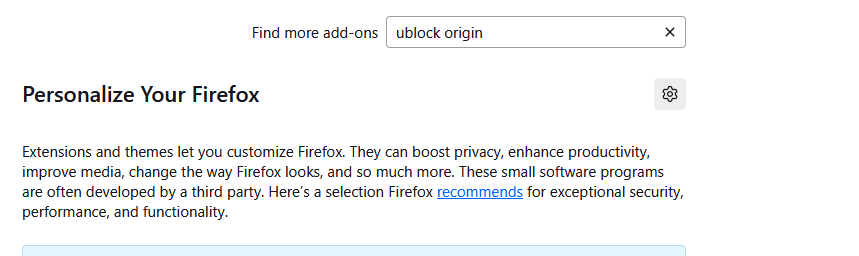 Find more add-ons ublock origin
Personalize Your Firefox
Extensions and themes let you customize Firefox. They can boost privacy, enhance productivity,
improve media, change the way Firefox looks, and so much more. These small software programs
are often developed by a third party. Here’s a selection Firefox recommends for exceptional security,
performance, and functionality.